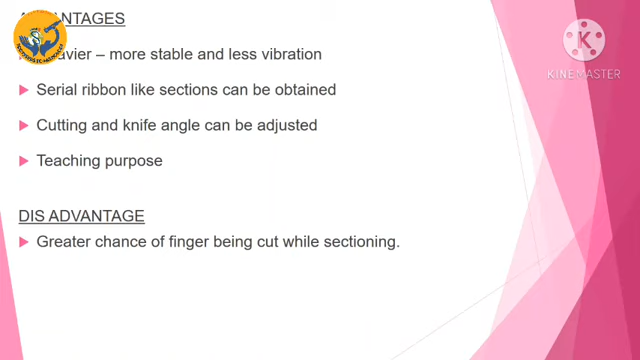 ADVANTAGES
Heavier – more stable and less vibration
Serial ribbon like sections can be obtained
Cutting and knife angle can be adjusted
Teaching purpose
DIS ADVANTAGE
Greater chance of finger being cut while sectioning.
K
KINEMASTER